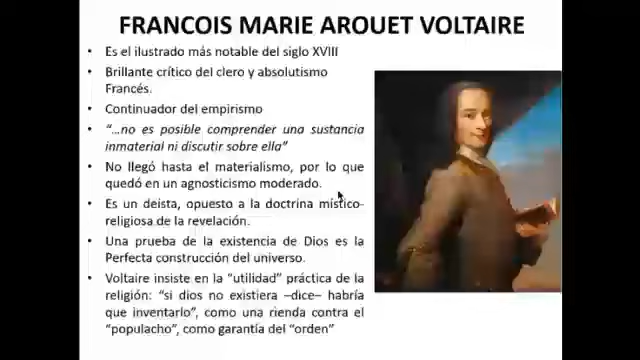 FRANCOIS MARIE AROUET VOLTAIRE
• Es el ilustrado más notable del siglo XVIII
• Brillante crítico del clero y absolutismo
Francés.
• Continuador del empirismo
• “…no es posible comprender una sustancia
inmaterial ni discutir sobre ella”
• No llegó hasta el materialismo, por lo que
quedó en un agnosticismo moderado.
• Es un deista, opuesto a la doctrina místico-
religiosa de la revelación.
• Una prueba de la existencia de Dios es la
Perfecta construcción del universo.
• Voltaire insiste en la “utilidad” práctica de la
religión: “si dios no existiera –dice– habría
que inventarlo”, como una rienda contra el
“populacho”, como garantía del “orden”